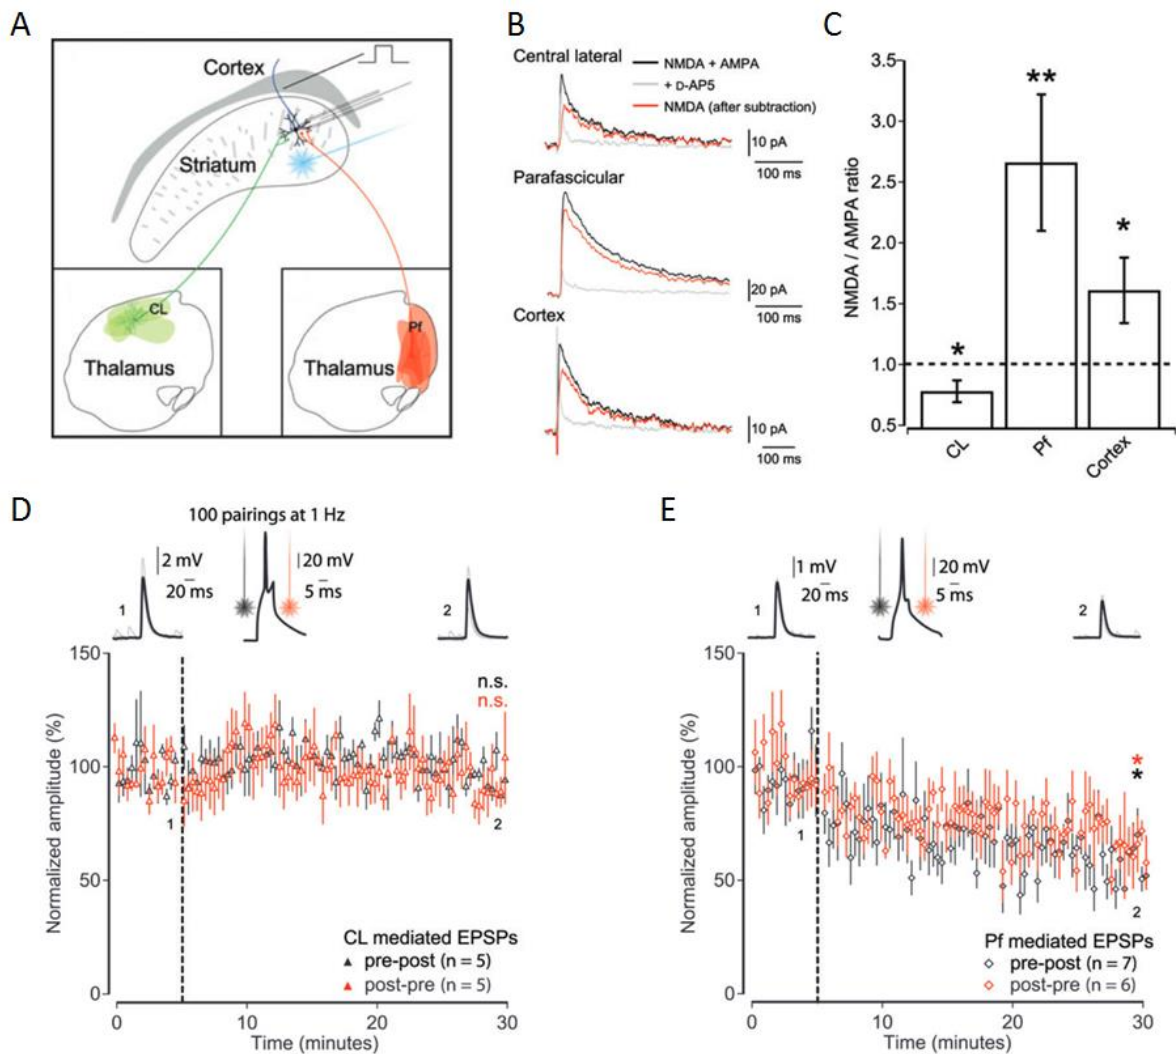 A
Cortex
Striatum
CL
Thalamus
Pf
Thalamus
B
Central lateral
NMDA + AMPA
+ D-AP5
NMDA (after subtraction)
10 pA
100 ms
Parafascicular
20 pA
100 ms
Cortex
10 pA
100 ms
C
NMDA / AMPA ratio
3.5
3.0
2.5
2.0
1.5
1.0
0.5
*
**
*
CL
Pf
Cortex
D
100 pairings at 1 Hz
2 mV
20 ms
20 mV
5 ms
1
2
Normalized amplitude (%)
150
100
50
0
n.s.
n.s.
1
2
CL mediated EPSPs
pre-post (n = 5)
post-pre (n = 5)
0
10
20
30
Time (minutes)
E
1 mV
20 ms
20 mV
5 ms
1
2
Normalized amplitude (%)
150
100
50
0
*
*
1
2
Pf mediated EPSPs
pre-post (n = 7)
post-pre (n = 6)
0
10
20
30
Time (minutes)